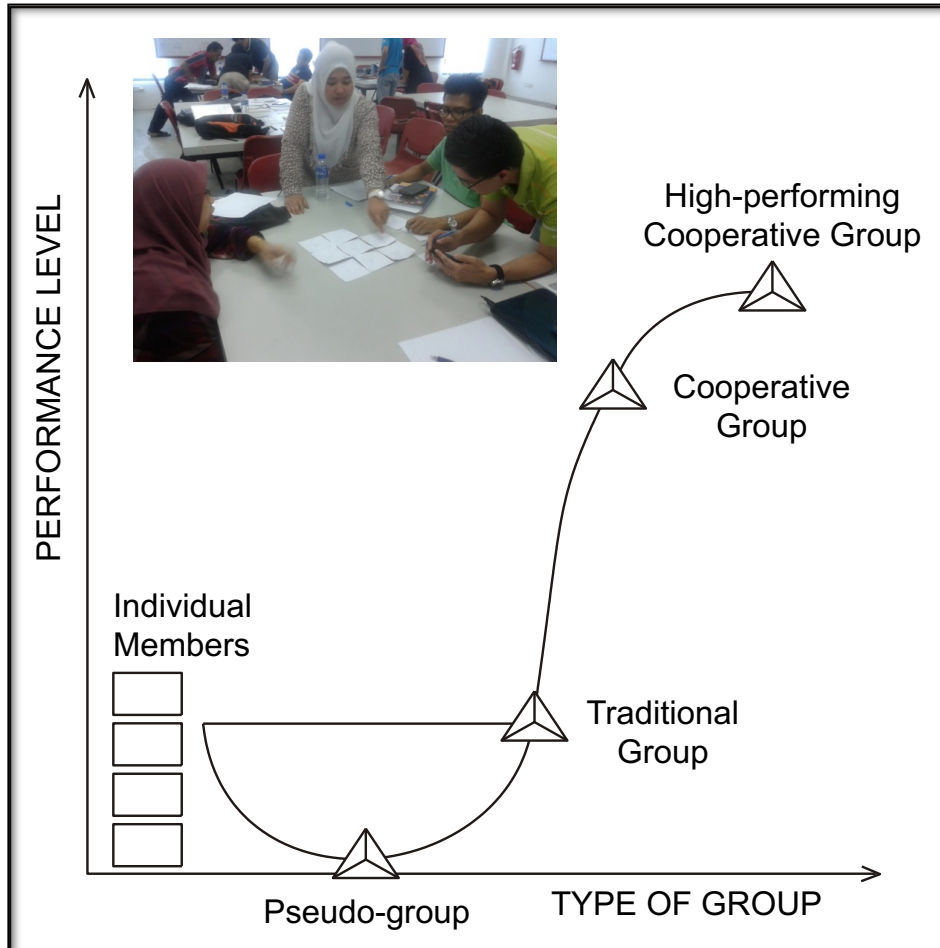 PERFORMANCE LEVEL
High-performing
Cooperative Group
Cooperative
Group
Individual
Members
Traditional
Group
Pseudo-group
TYPE OF GROUP